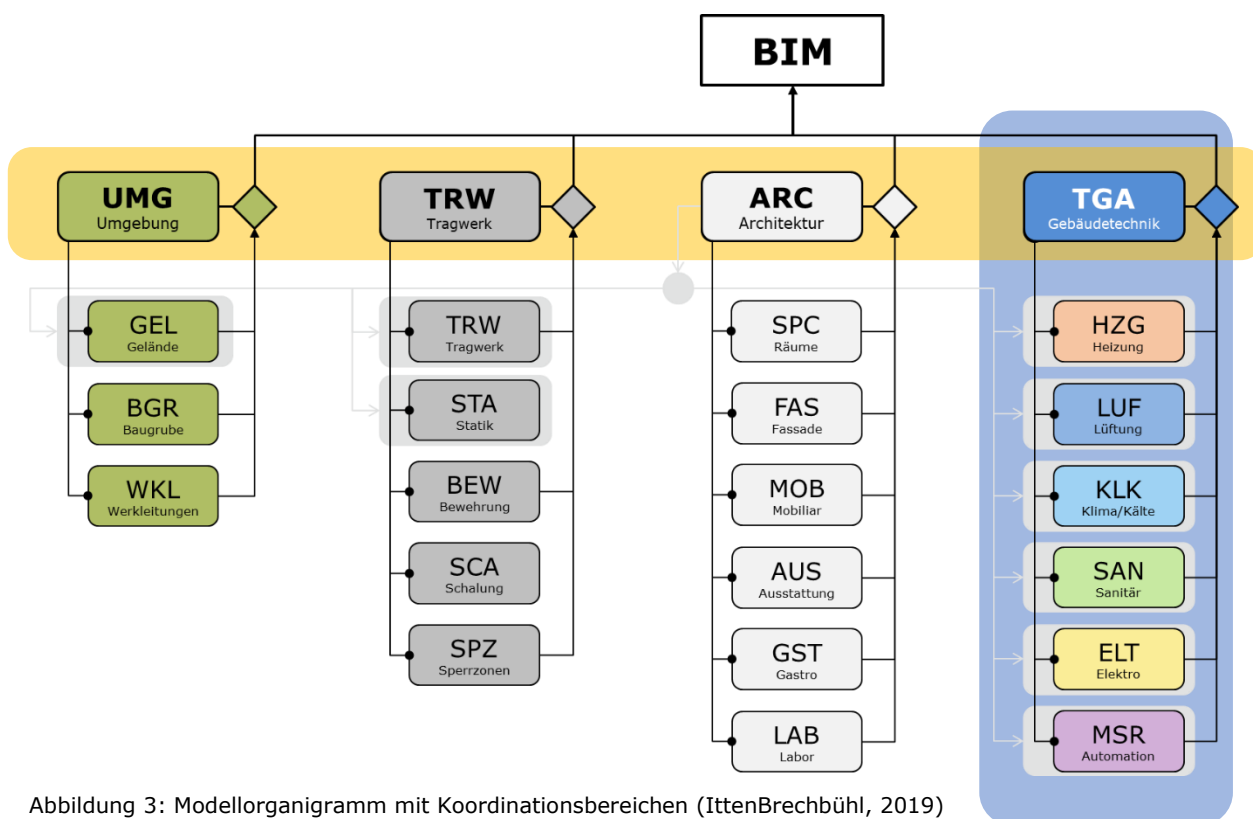 BIM
UMG
Umgebung
TRW
Tragwerk
ARC
Architektur
TGA
Gebäudetechnik
GEL
Gelände
BGR
Baugrube
WKL
Werkleitungen
TRW
Tragwerk
STA
Statik
BEW
Bewehrung
SCA
Schalung
SPZ
Sperrzonen
SPC
Räume
FAS
Fassade
MOB
Mobiliar
AUS
Ausstattung
GST
Gastro
LAB
Labor
HZG
Heizung
LUF
Lüftung
KLK
Klima/Kälte
SAN
Sanitär
ELT
Elektro
MSR
Automation
Abbildung 3: Modellorganigramm mit Koordinationsbereichen (IttenBrechbühl, 2019)